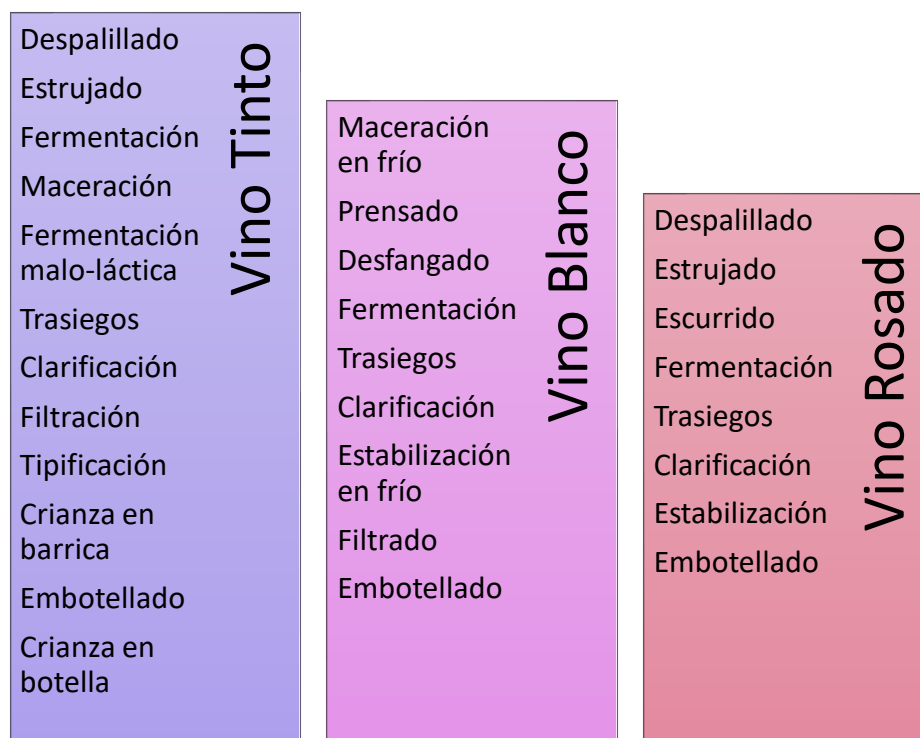 Vino Tinto
Despalillado
Estrujado
Fermentación
Maceración
Fermentación
malo-láctica
Trasiegos
Clarificación
Filtración
Tipificación
Crianza en
barrica
Embotellado
Crianza en
botella
Vino Blanco
Maceración
en frío
Prensado
Desfangado
Fermentación
Trasiegos
Clarificación
Estabilización
en frío
Filtrado
Embotellado
Vino Rosado
Despalillado
Estrujado
Escurrido
Fermentación
Trasiegos
Clarificación
Estabilización
Embotellado